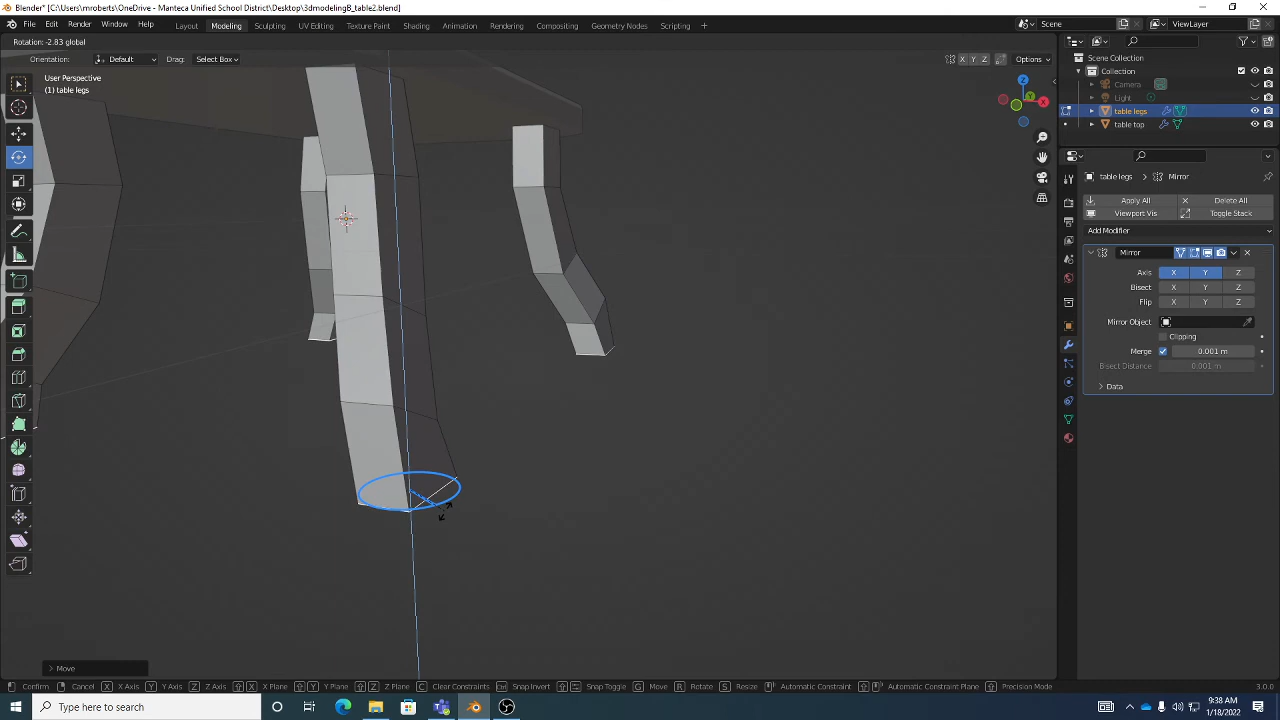 Blender* [C:\Users\mroberts\OneDrive - Manteca Unified School District\Desktop\3dmodeling8_table2.blend]
File Edit Render Window Help Layout Modeling Sculpting UV Editing Texture Paint Shading Animation Rendering Compositing Geometry Nodes Scripting + Scene ViewLayer
Rotation: -2.83 global
Orientation: Default Drag: Select Box X Y Z Options
User Perspective
(1) table legs
Scene Collection
Collection
Camera
Light
table legs
table top
Z
Y
X
table legs > Mirror
Apply All Delete All
Viewport Vis Toggle Stack
Add Modifier
Mirror
Axis X Y Z
Bisect X Y Z
Flip X Y Z
Mirror Object
Clipping
Merge 0.001 m
Bisect Distance 0.001 m
Data
> Move
Confirm Cancel X X Axis Y Y Axis Z Z Axis X X Plane Y Y Plane Z Z Plane C Clear Constraints Snap Invert Snap Toggle G Move R Rotate S Resize Automatic Constraint Automatic Constraint Plane Precision Mode 3.0.0
Type here to search
9:38 AM
1/18/2022